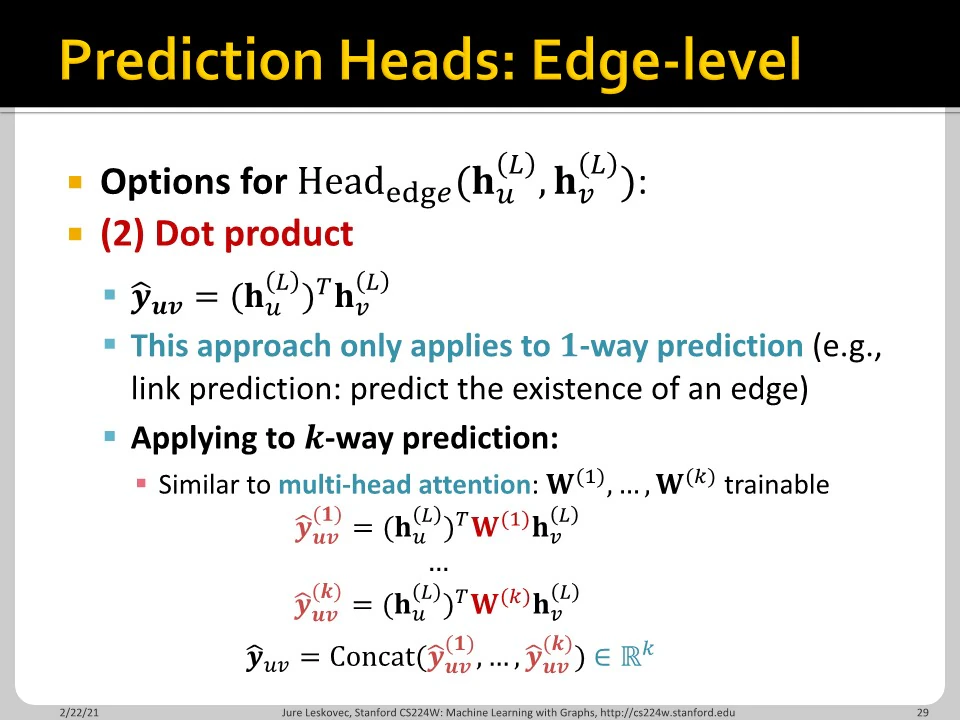 Prediction Heads: Edge-level
▪ Options for Head_edge(𝐡_u^(L), 𝐡_v^(L)):
▪ (2) Dot product
▪ ŷ_uv = (𝐡_u^(L))^T 𝐡_v^(L)
▪ This approach only applies to 1-way prediction (e.g.,
link prediction: predict the existence of an edge)
▪ Applying to k-way prediction:
▪ Similar to multi-head attention: 𝐖^(1), … , 𝐖^(k) trainable
ŷ_uv^(1) = (𝐡_u^(L))^T 𝐖^(1) 𝐡_v^(L)
…
ŷ_uv^(k) = (𝐡_u^(L))^T 𝐖^(k) 𝐡_v^(L)
ŷ_uv = Concat(ŷ_uv^(1), … , ŷ_uv^(k)) ∈ ℝ^k
2/22/21 Jure Leskovec, Stanford CS224W: Machine Learning with Graphs, http://cs224w.stanford.edu 29